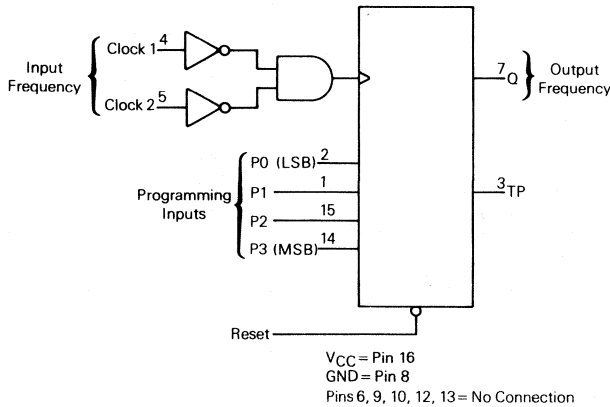 Input
Frequency
Clock 1 4
Clock 2 5
7 Q
Output
Frequency
Programming
Inputs
P0 (LSB) 2
P1 1
P2 15
P3 (MSB) 14
3 TP
Reset
VCC = Pin 16
GND = Pin 8
Pins 6, 9, 10, 12, 13 = No Connection